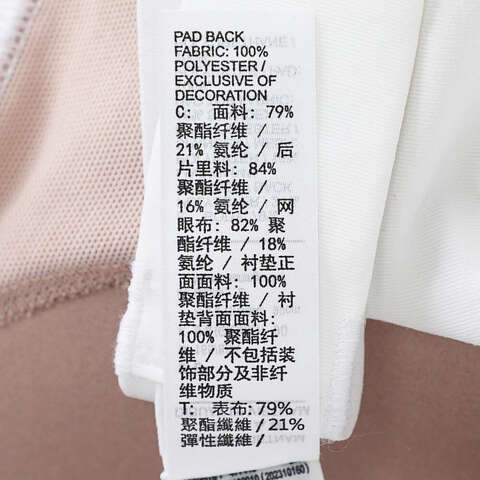 PAD BACK
FABRIC: 100%
POLYESTER /
EXCLUSIVE OF
DECORATION
C: 面料: 79%
聚酯纤维 /
21% 氨纶 / 后
片里料: 84%
聚酯纤维
16% 氨纶 / 网
眼布: 82% 聚
酯纤维 / 18%
氨纶 / 衬垫正
面面料: 100%
聚酯纤维 / 衬
垫背面面料:
100% 聚酯纤
维 / 不包括装
饰部分及非纤
维物质
T: 表布: 79%
聚酯纖維 / 21%
彈性纖維 /